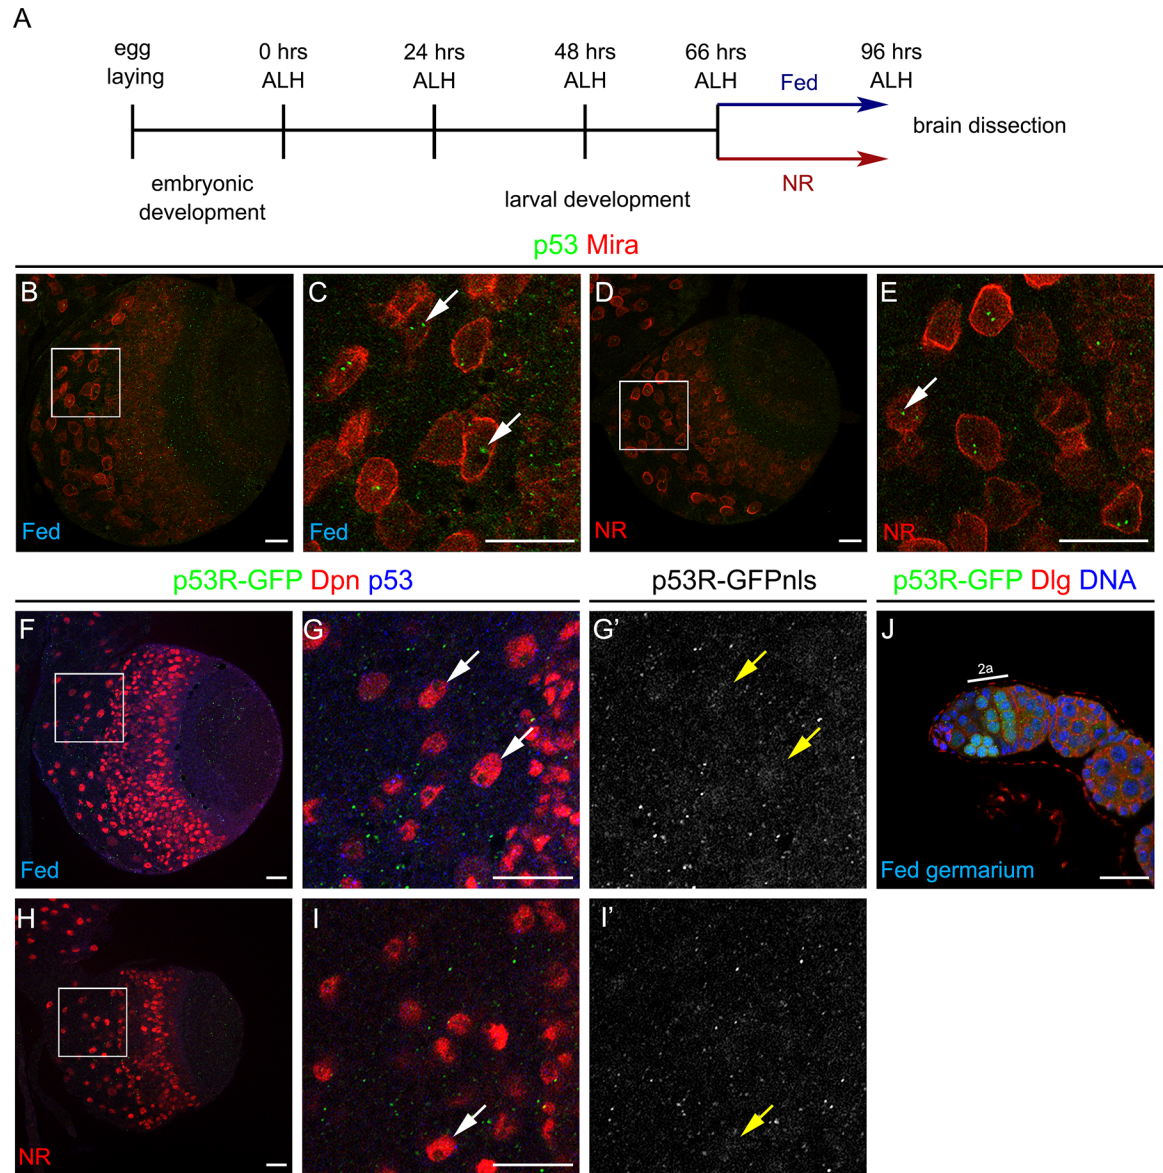 A
egg
laying
0 hrs
ALH
24 hrs
ALH
48 hrs
ALH
66 hrs
ALH
Fed
96 hrs
ALH
brain dissection
embryonic
development
larval development
NR
p53 Mira
B
Fed
C
Fed
D
NR
E
NR
p53R-GFP Dpn p53
p53R-GFPnls
p53R-GFP Dlg DNA
F
Fed
G
G'
J
2a
Fed germarium
H
NR
I
I'